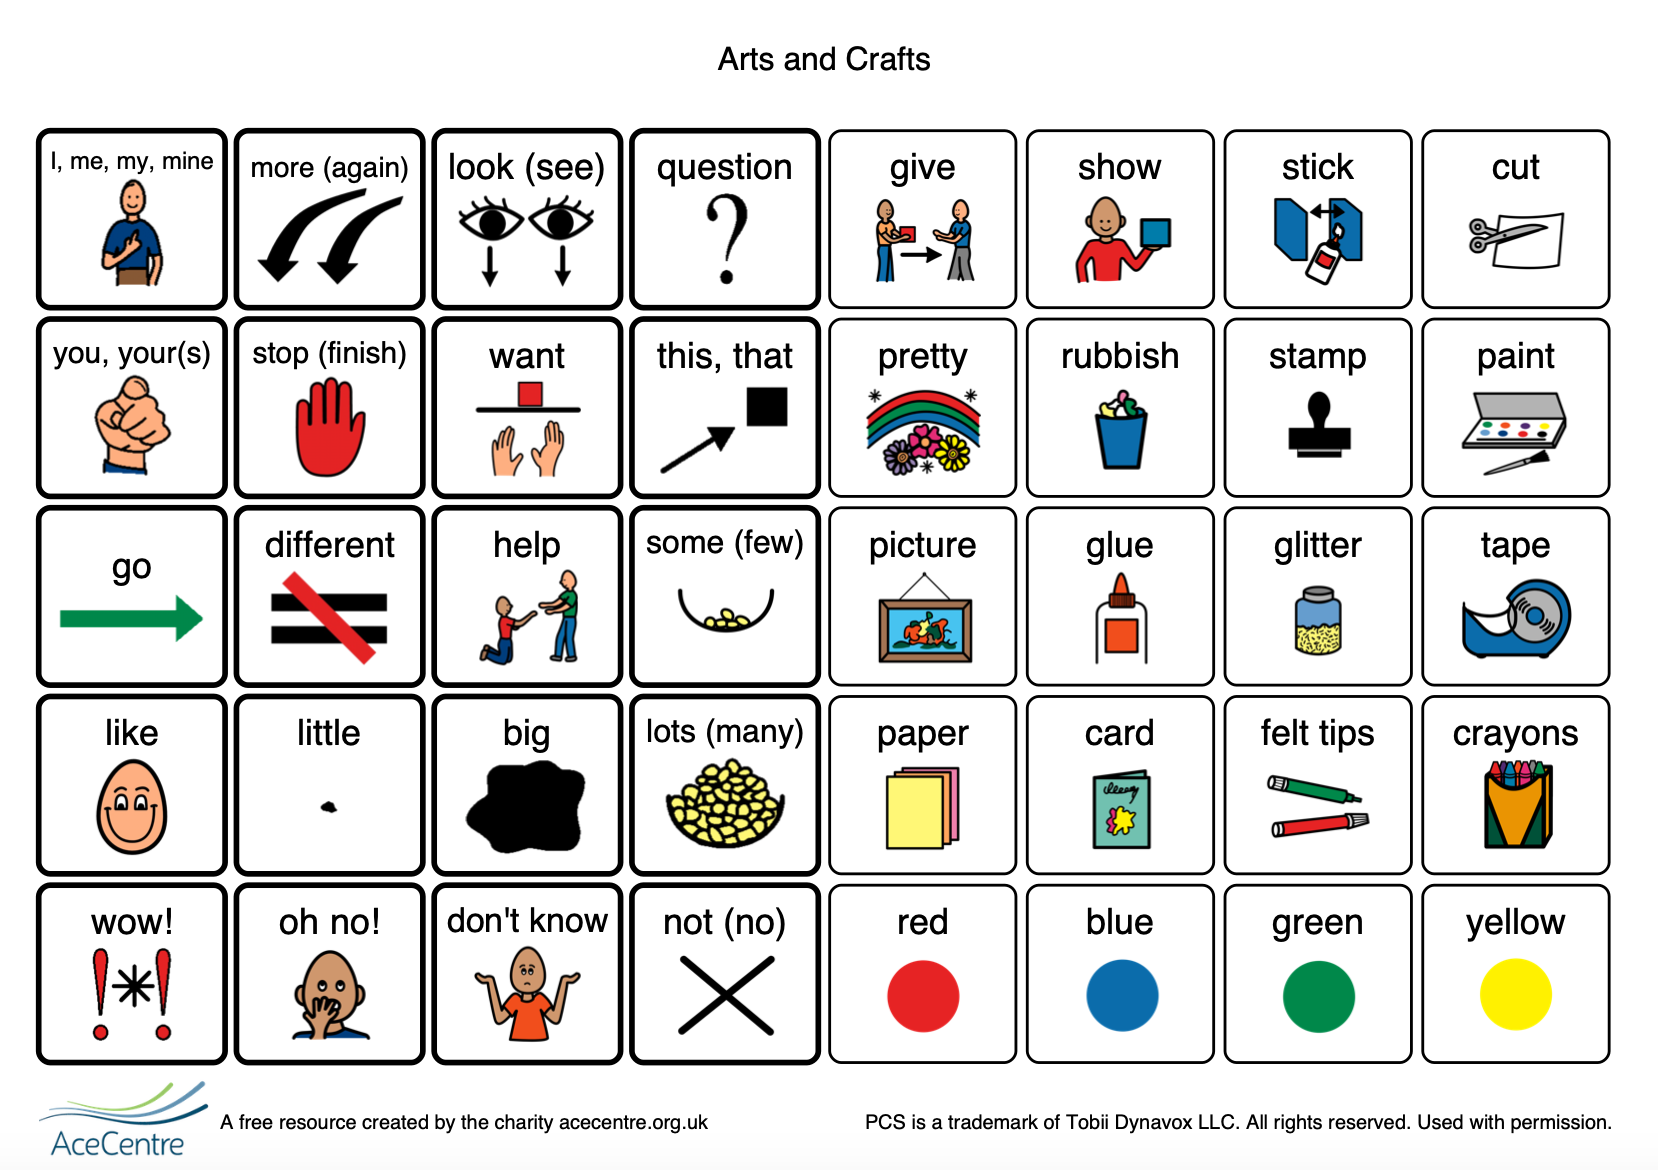 Arts and Crafts
I, me, my, mine
more (again)
look (see)
question
give
show
stick
cut
you, your(s)
stop (finish)
want
this, that
pretty
rubbish
stamp
paint
go
different
help
some (few)
picture
glue
glitter
tape
like
little
big
lots (many)
paper
card
felt tips
crayons
wow!
oh no!
don't know
not (no)
red
blue
green
yellow
AceCentre
A free resource created by the charity acecentre.org.uk
PCS is a trademark of Tobii Dynavox LLC. All rights reserved. Used with permission.